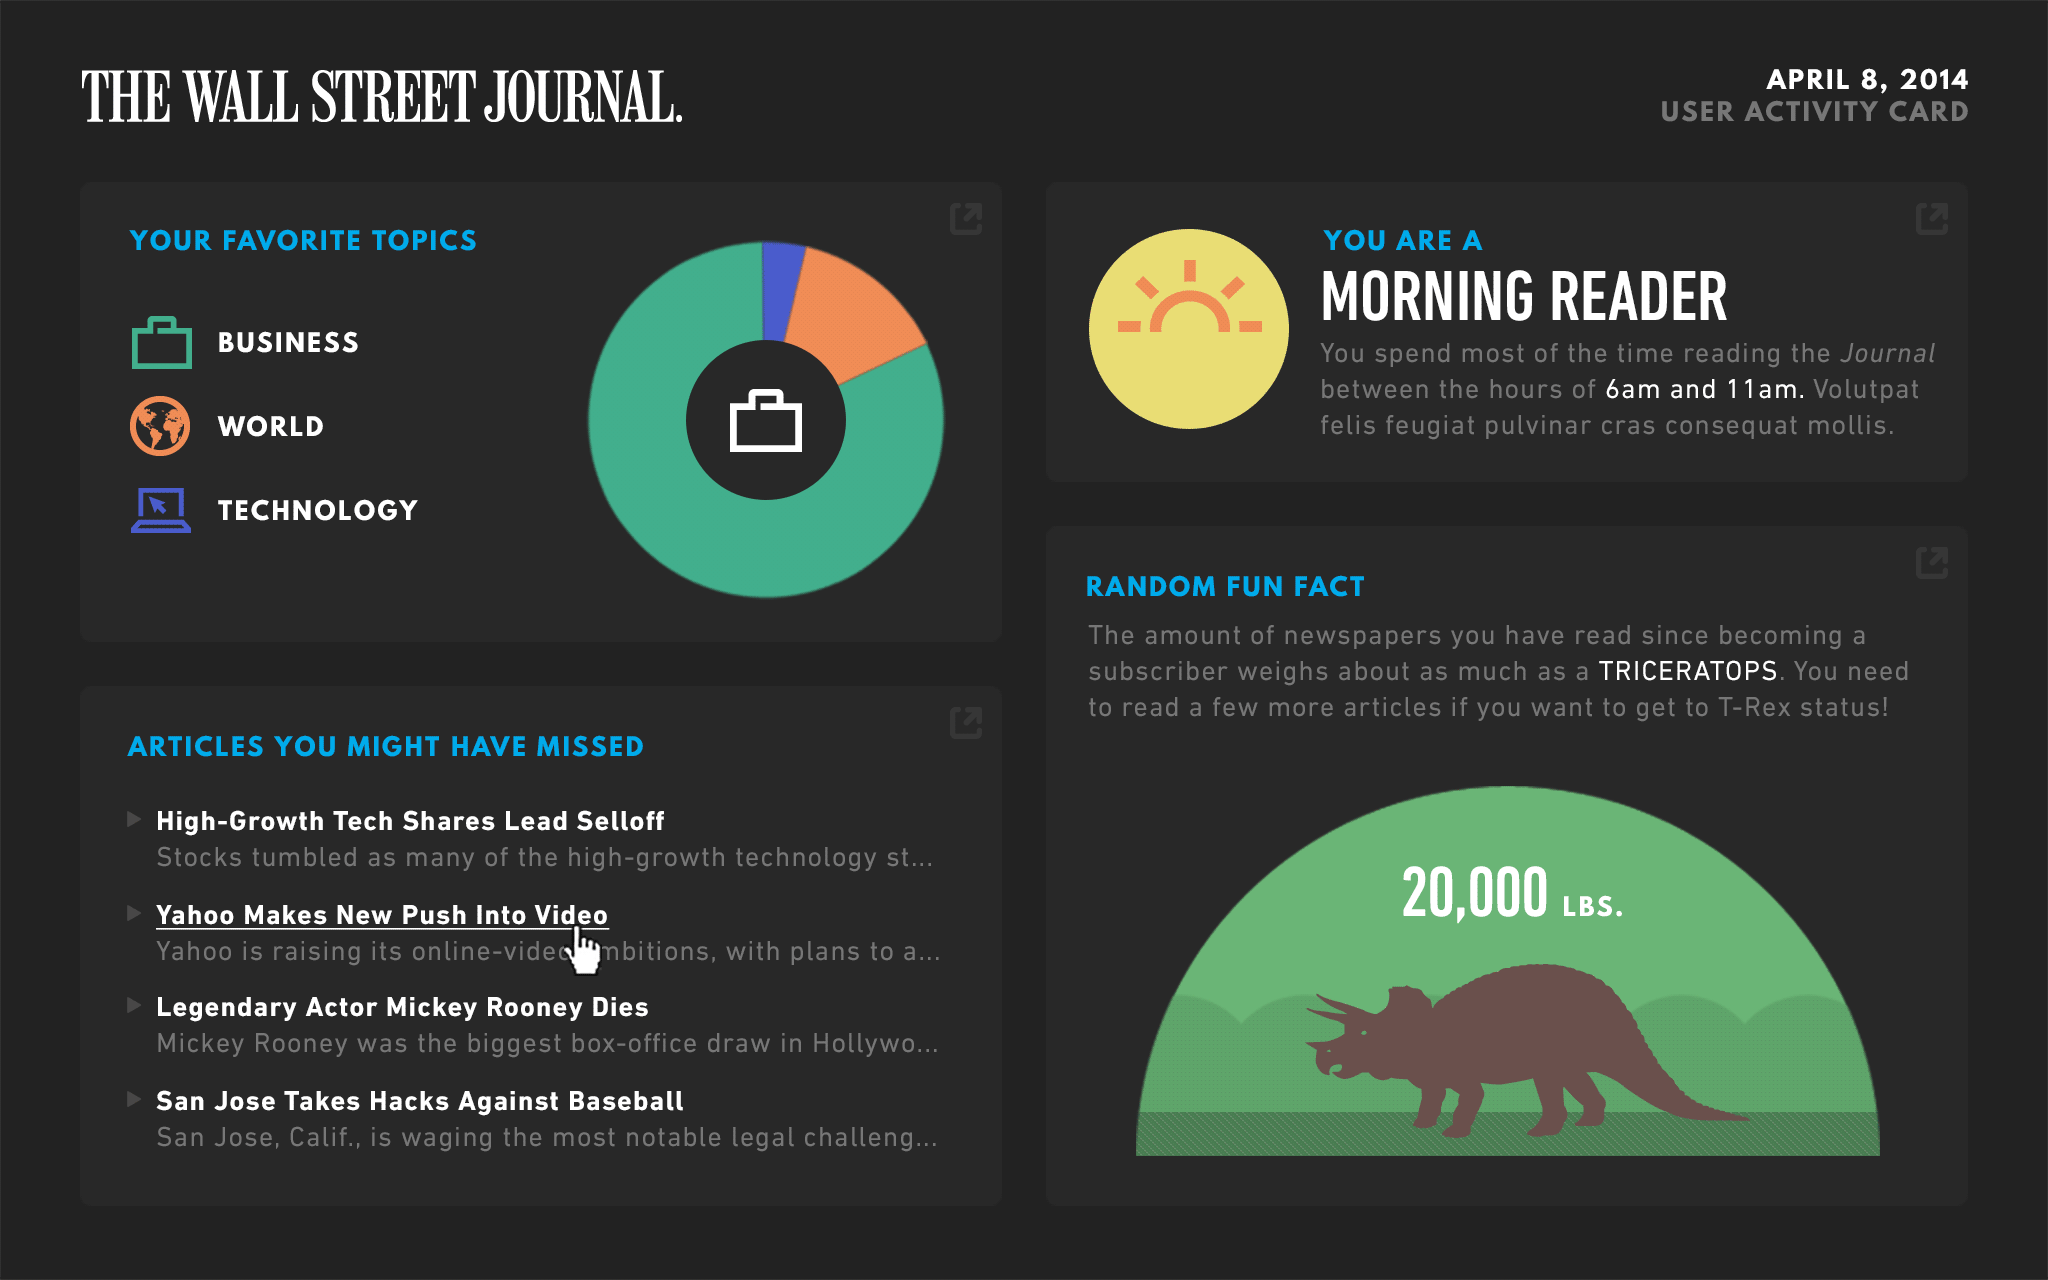 THE WALL STREET JOURNAL.
APRIL 8, 2014
USER ACTIVITY CARD
YOUR FAVORITE TOPICS
BUSINESS
WORLD
TECHNOLOGY
YOU ARE A
MORNING READER
You spend most of the time reading the Journal
between the hours of 6am and 11am. Volutpat
felis feugiat pulvinar cras consequat mollis.
ARTICLES YOU MIGHT HAVE MISSED
High-Growth Tech Shares Lead Selloff
Stocks tumbled as many of the high-growth technology st...
Yahoo Makes New Push Into Video
Yahoo is raising its online-video ambitions, with plans to a...
Legendary Actor Mickey Rooney Dies
Mickey Rooney was the biggest box-office draw in Hollywo...
San Jose Takes Hacks Against Baseball
San Jose, Calif., is waging the most notable legal challeng...
RANDOM FUN FACT
The amount of newspapers you have read since becoming a
subscriber weighs about as much as a TRICERATOPS. You need
to read a few more articles if you want to get to T-Rex status!
20,000 LBS.